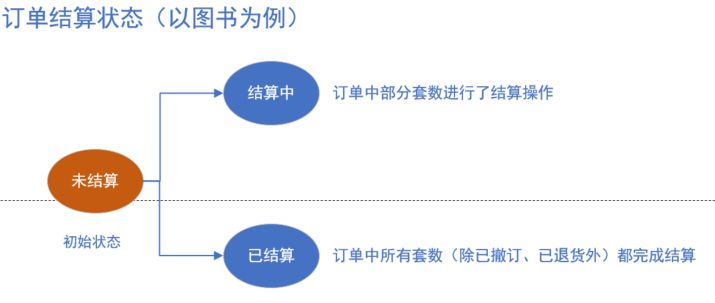 订单结算状态（以图书为例）
结算中
订单中部分套数进行了结算操作
未结算
初始状态
已结算
订单中所有套数（除已撤订、已退货外）都完成结算